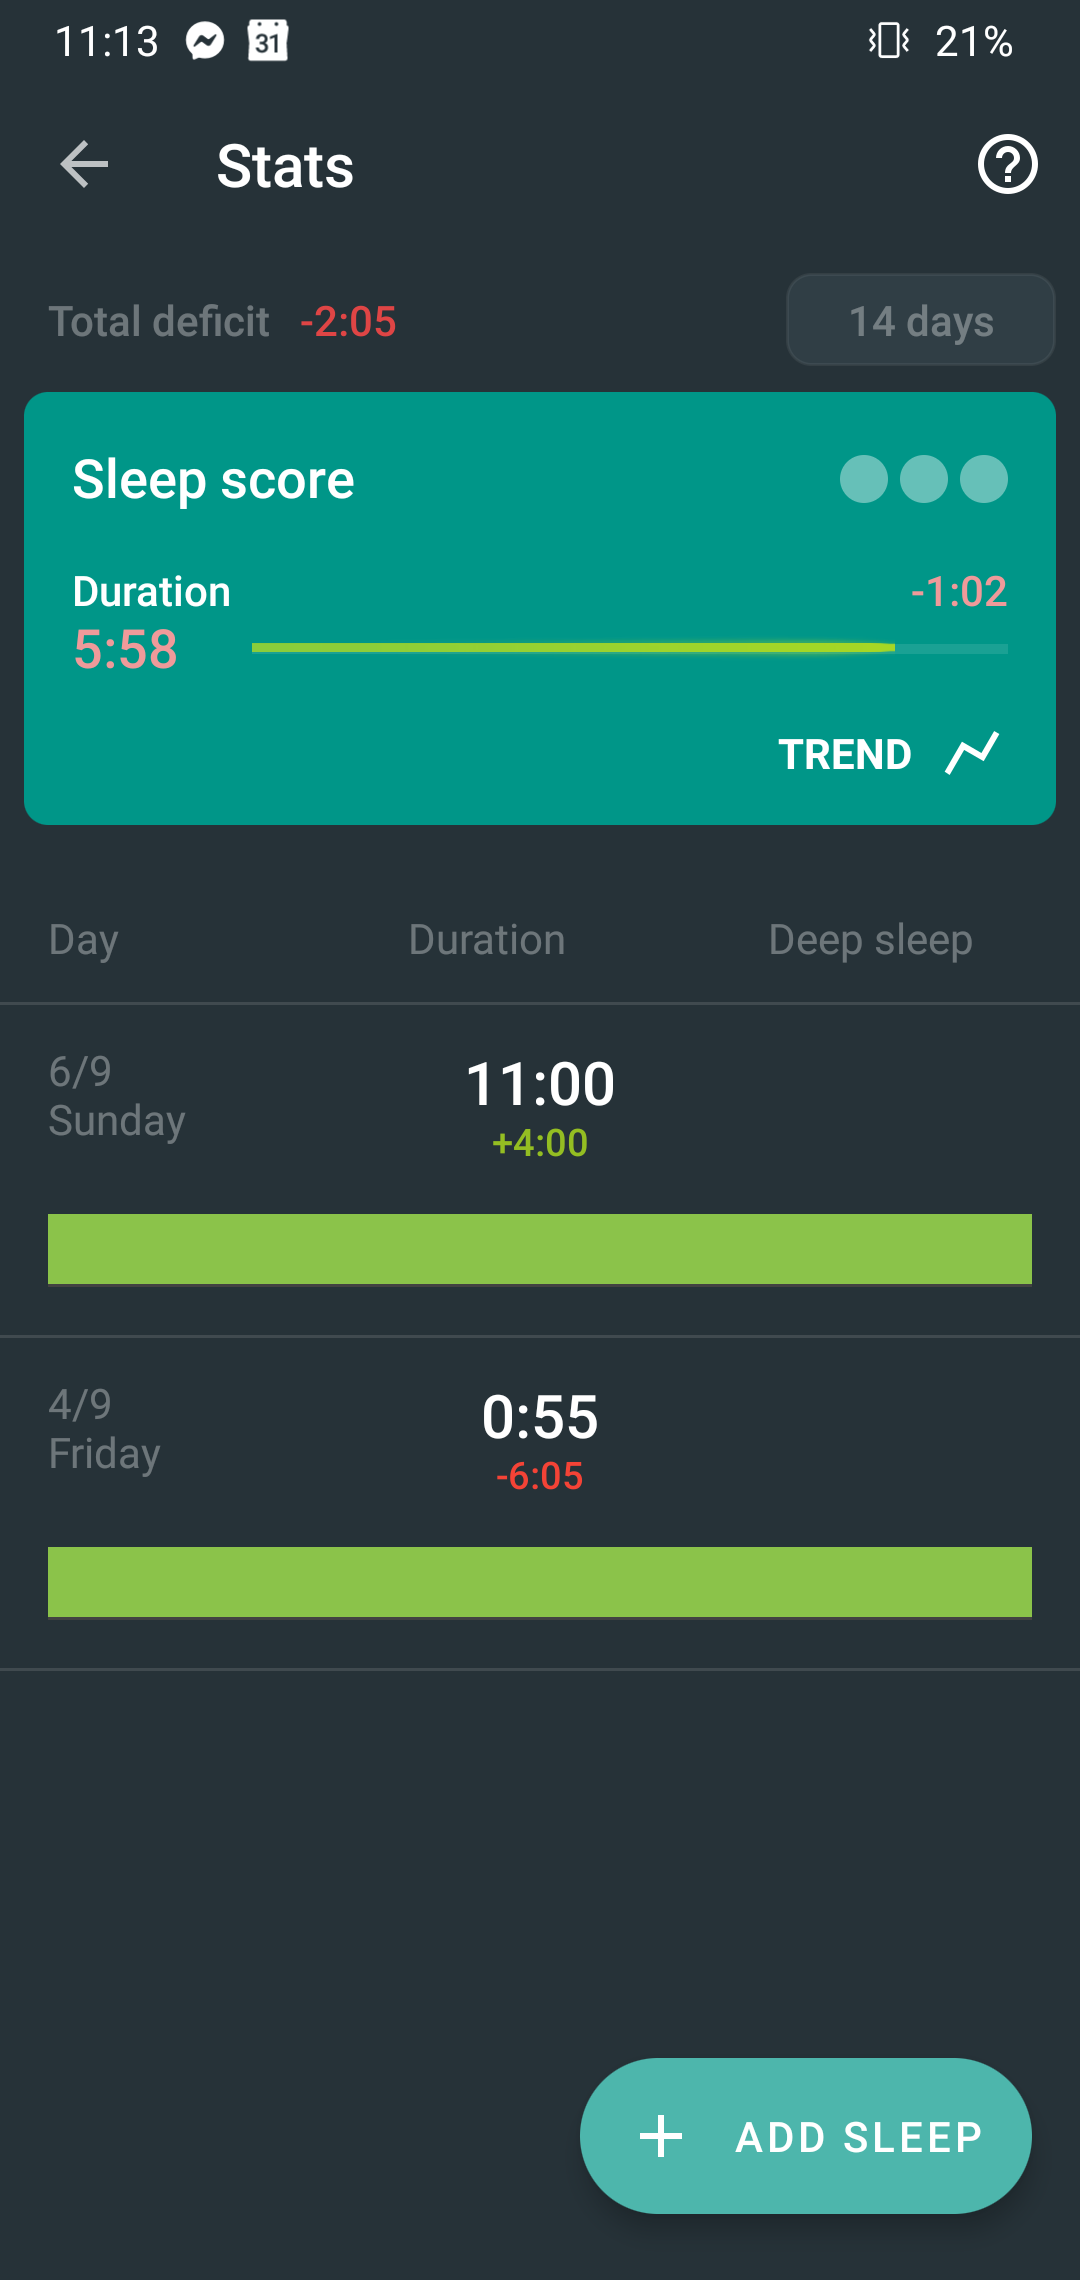 11:13 31 21%
Stats
Total deficit -2:05 14 days
Sleep score
Duration -1:02
5:58
TREND
Day Duration Deep sleep
6/9 11:00
Sunday +4:00
4/9 0:55
Friday -6:05
+ ADD SLEEP